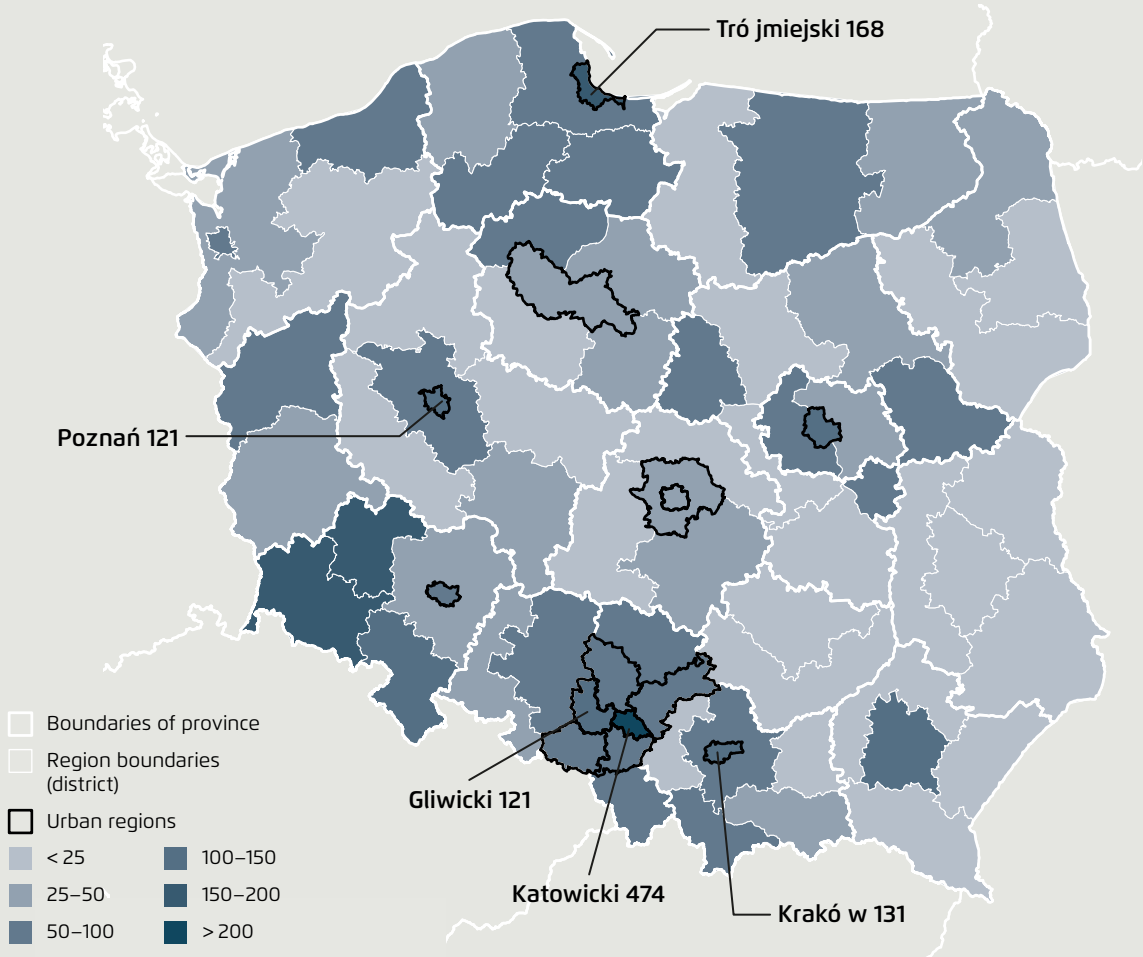 Tró jmiejski 168
Poznań 121
Boundaries of province
Region boundaries
(district)
Urban regions
< 25
25–50
50–100
100–150
150–200
> 200
Gliwicki 121
Katowicki 474
Krakó w 131